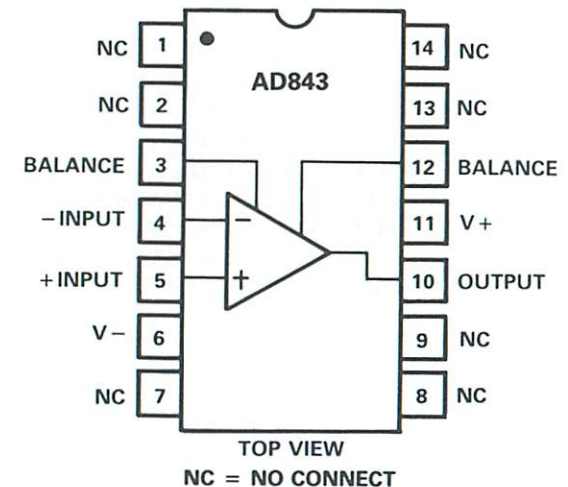 AD843
NC 1 14 NC
NC 2 13 NC
BALANCE 3 12 BALANCE
-INPUT 4 - 11 V+
+INPUT 5 + 10 OUTPUT
V- 6 9 NC
NC 7 8 NC
TOP VIEW
NC = NO CONNECT